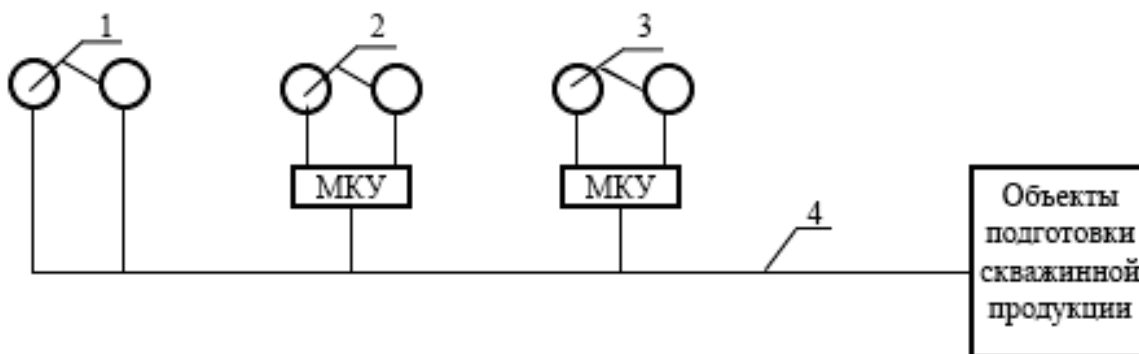 1
2
3
МКУ
МКУ
4
Объекты
подготовки
скважинной
продукции